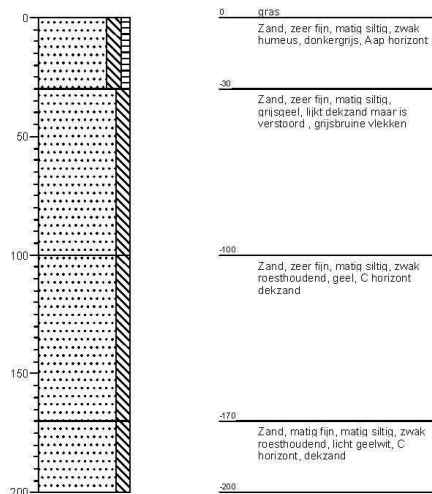 0
50
100
150
200
0 gras
Zand, zeer fijn, matig siltig, zwak
humeus, donkergrijs, Aap horizont
-30
Zand, zeer fijn, matig siltig,
grijsgeel, lijkt dekzand maar is
verstoord , grijsbruine vlekken
-100
Zand, zeer fijn, matig siltig, zwak
roesthoudend, geel, C horizont
dekzand
-170
Zand, matig fijn, matig siltig, zwak
roesthoudend, licht geelwit, C
horizont, dekzand
-200